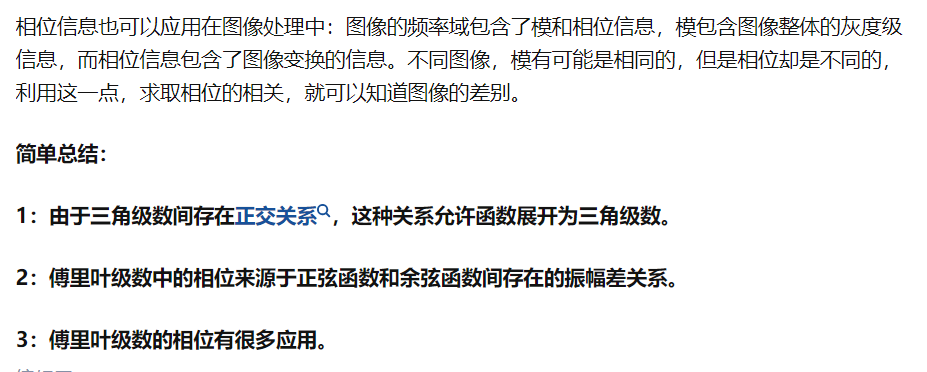 相位信息也可以应用在图像处理中：图像的频率域包含了模和相位信息，模包含图像整体的灰度级
信息，而相位信息包含了图像变换的信息。不同图像，模有可能是相同的，但是相位却是不同的，
利用这一点，求取相位的相关，就可以知道图像的差别。
简单总结：
1：由于三角级数间存在正交关系，这种关系允许函数展开为三角级数。
2：傅里叶级数中的相位来源于正弦函数和余弦函数间存在的振幅差关系。
3：傅里叶级数的相位有很多应用。